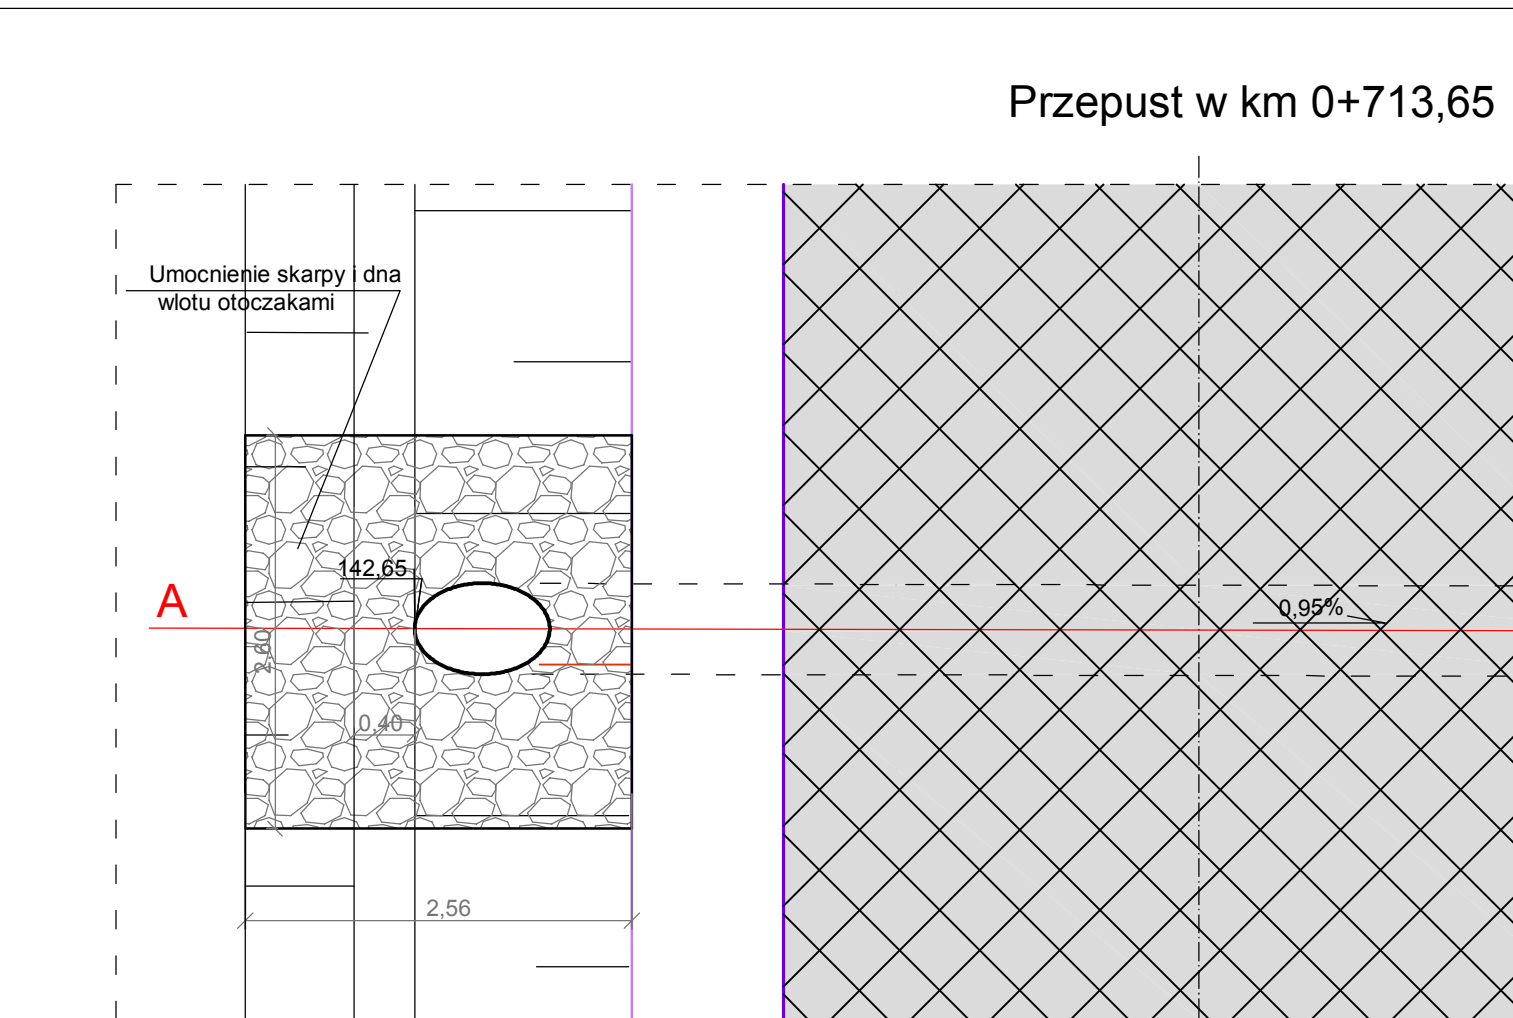 Przepust w km 0+713,65
Umocnienie skarpy i dna
wlotu otoczakami
142,65
A
0,95%
2,60
0,40
2,56